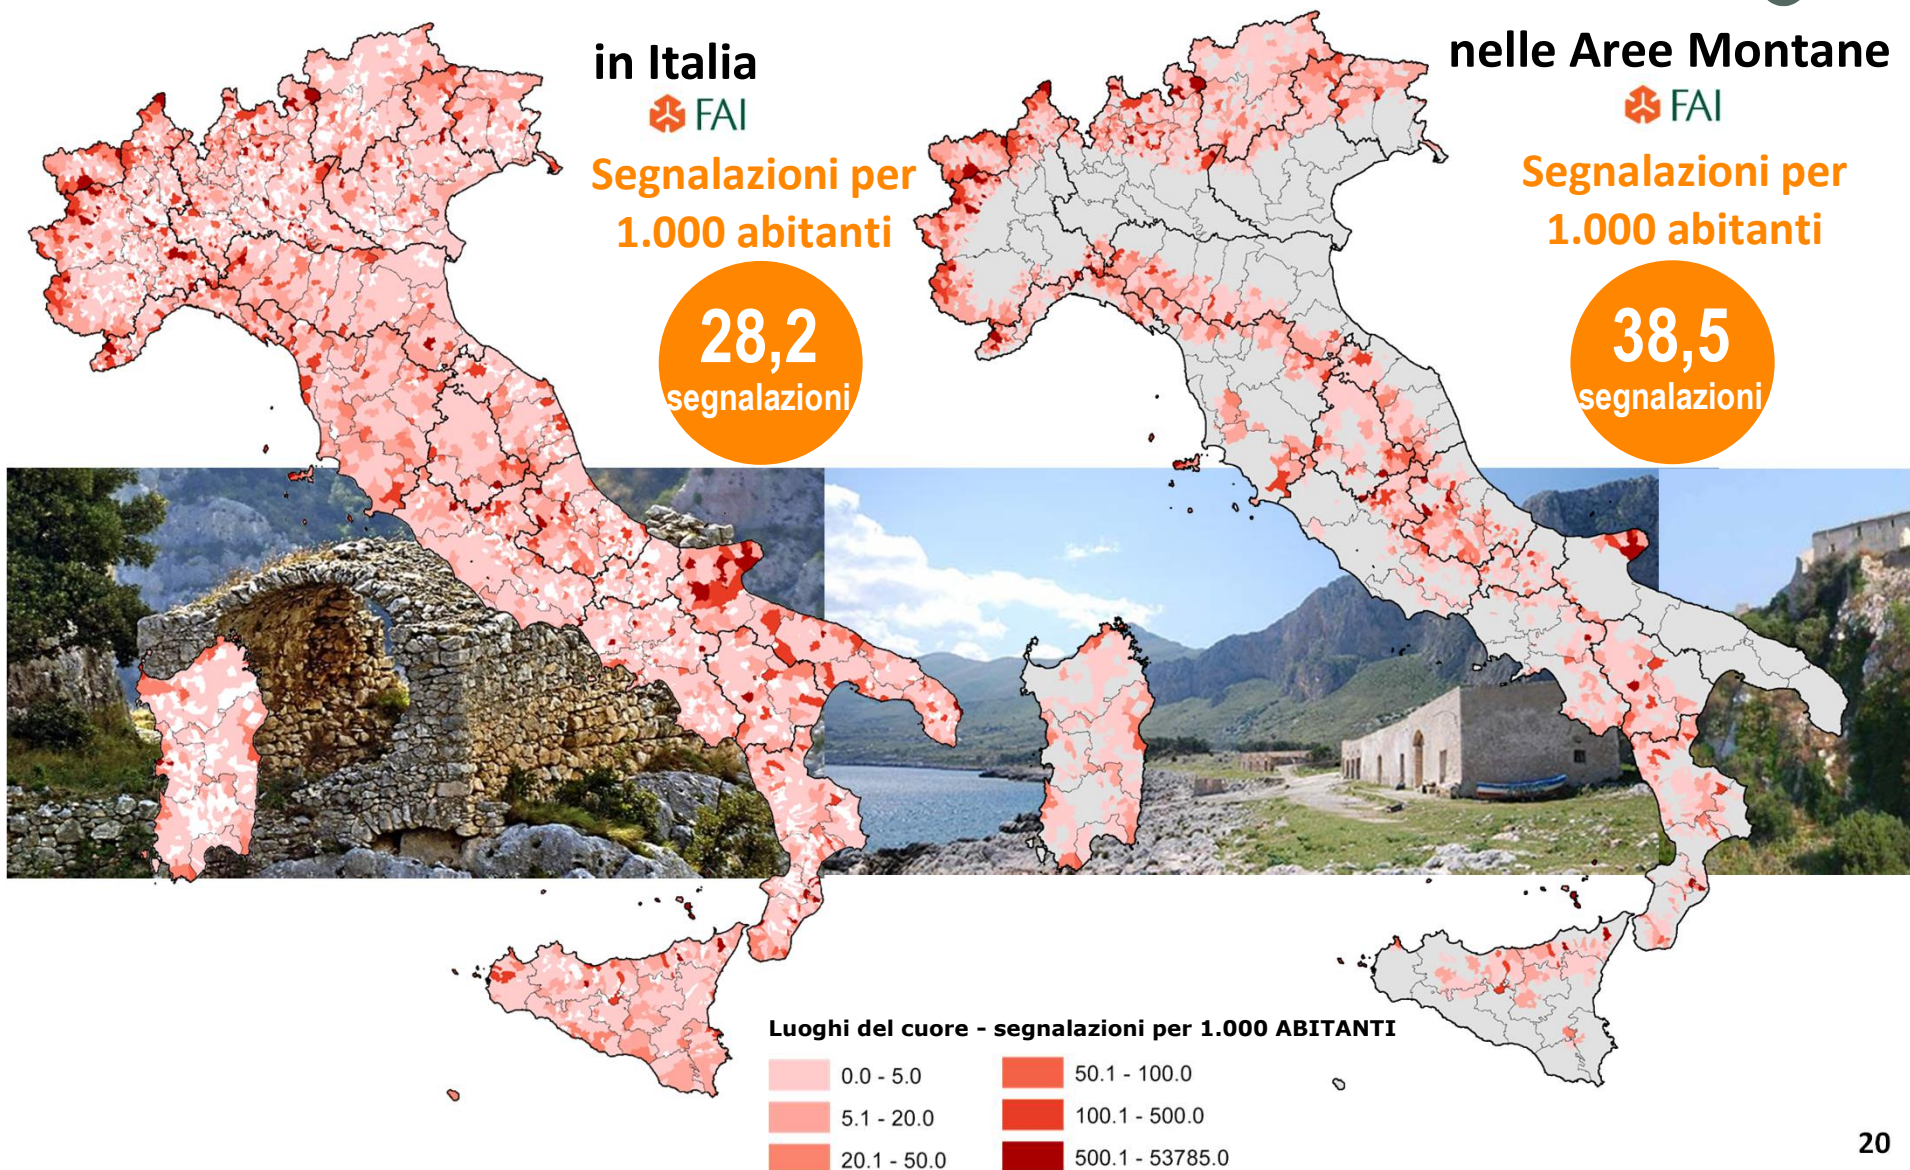 in Italia
FAI
Segnalazioni per
1.000 abitanti
28,2
segnalazioni
nelle Aree Montane
FAI
Segnalazioni per
1.000 abitanti
38,5
segnalazioni
Luoghi del cuore - segnalazioni per 1.000 ABITANTI
0.0 - 5.0
5.1 - 20.0
20.1 - 50.0
50.1 - 100.0
100.1 - 500.0
500.1 - 53785.0
20